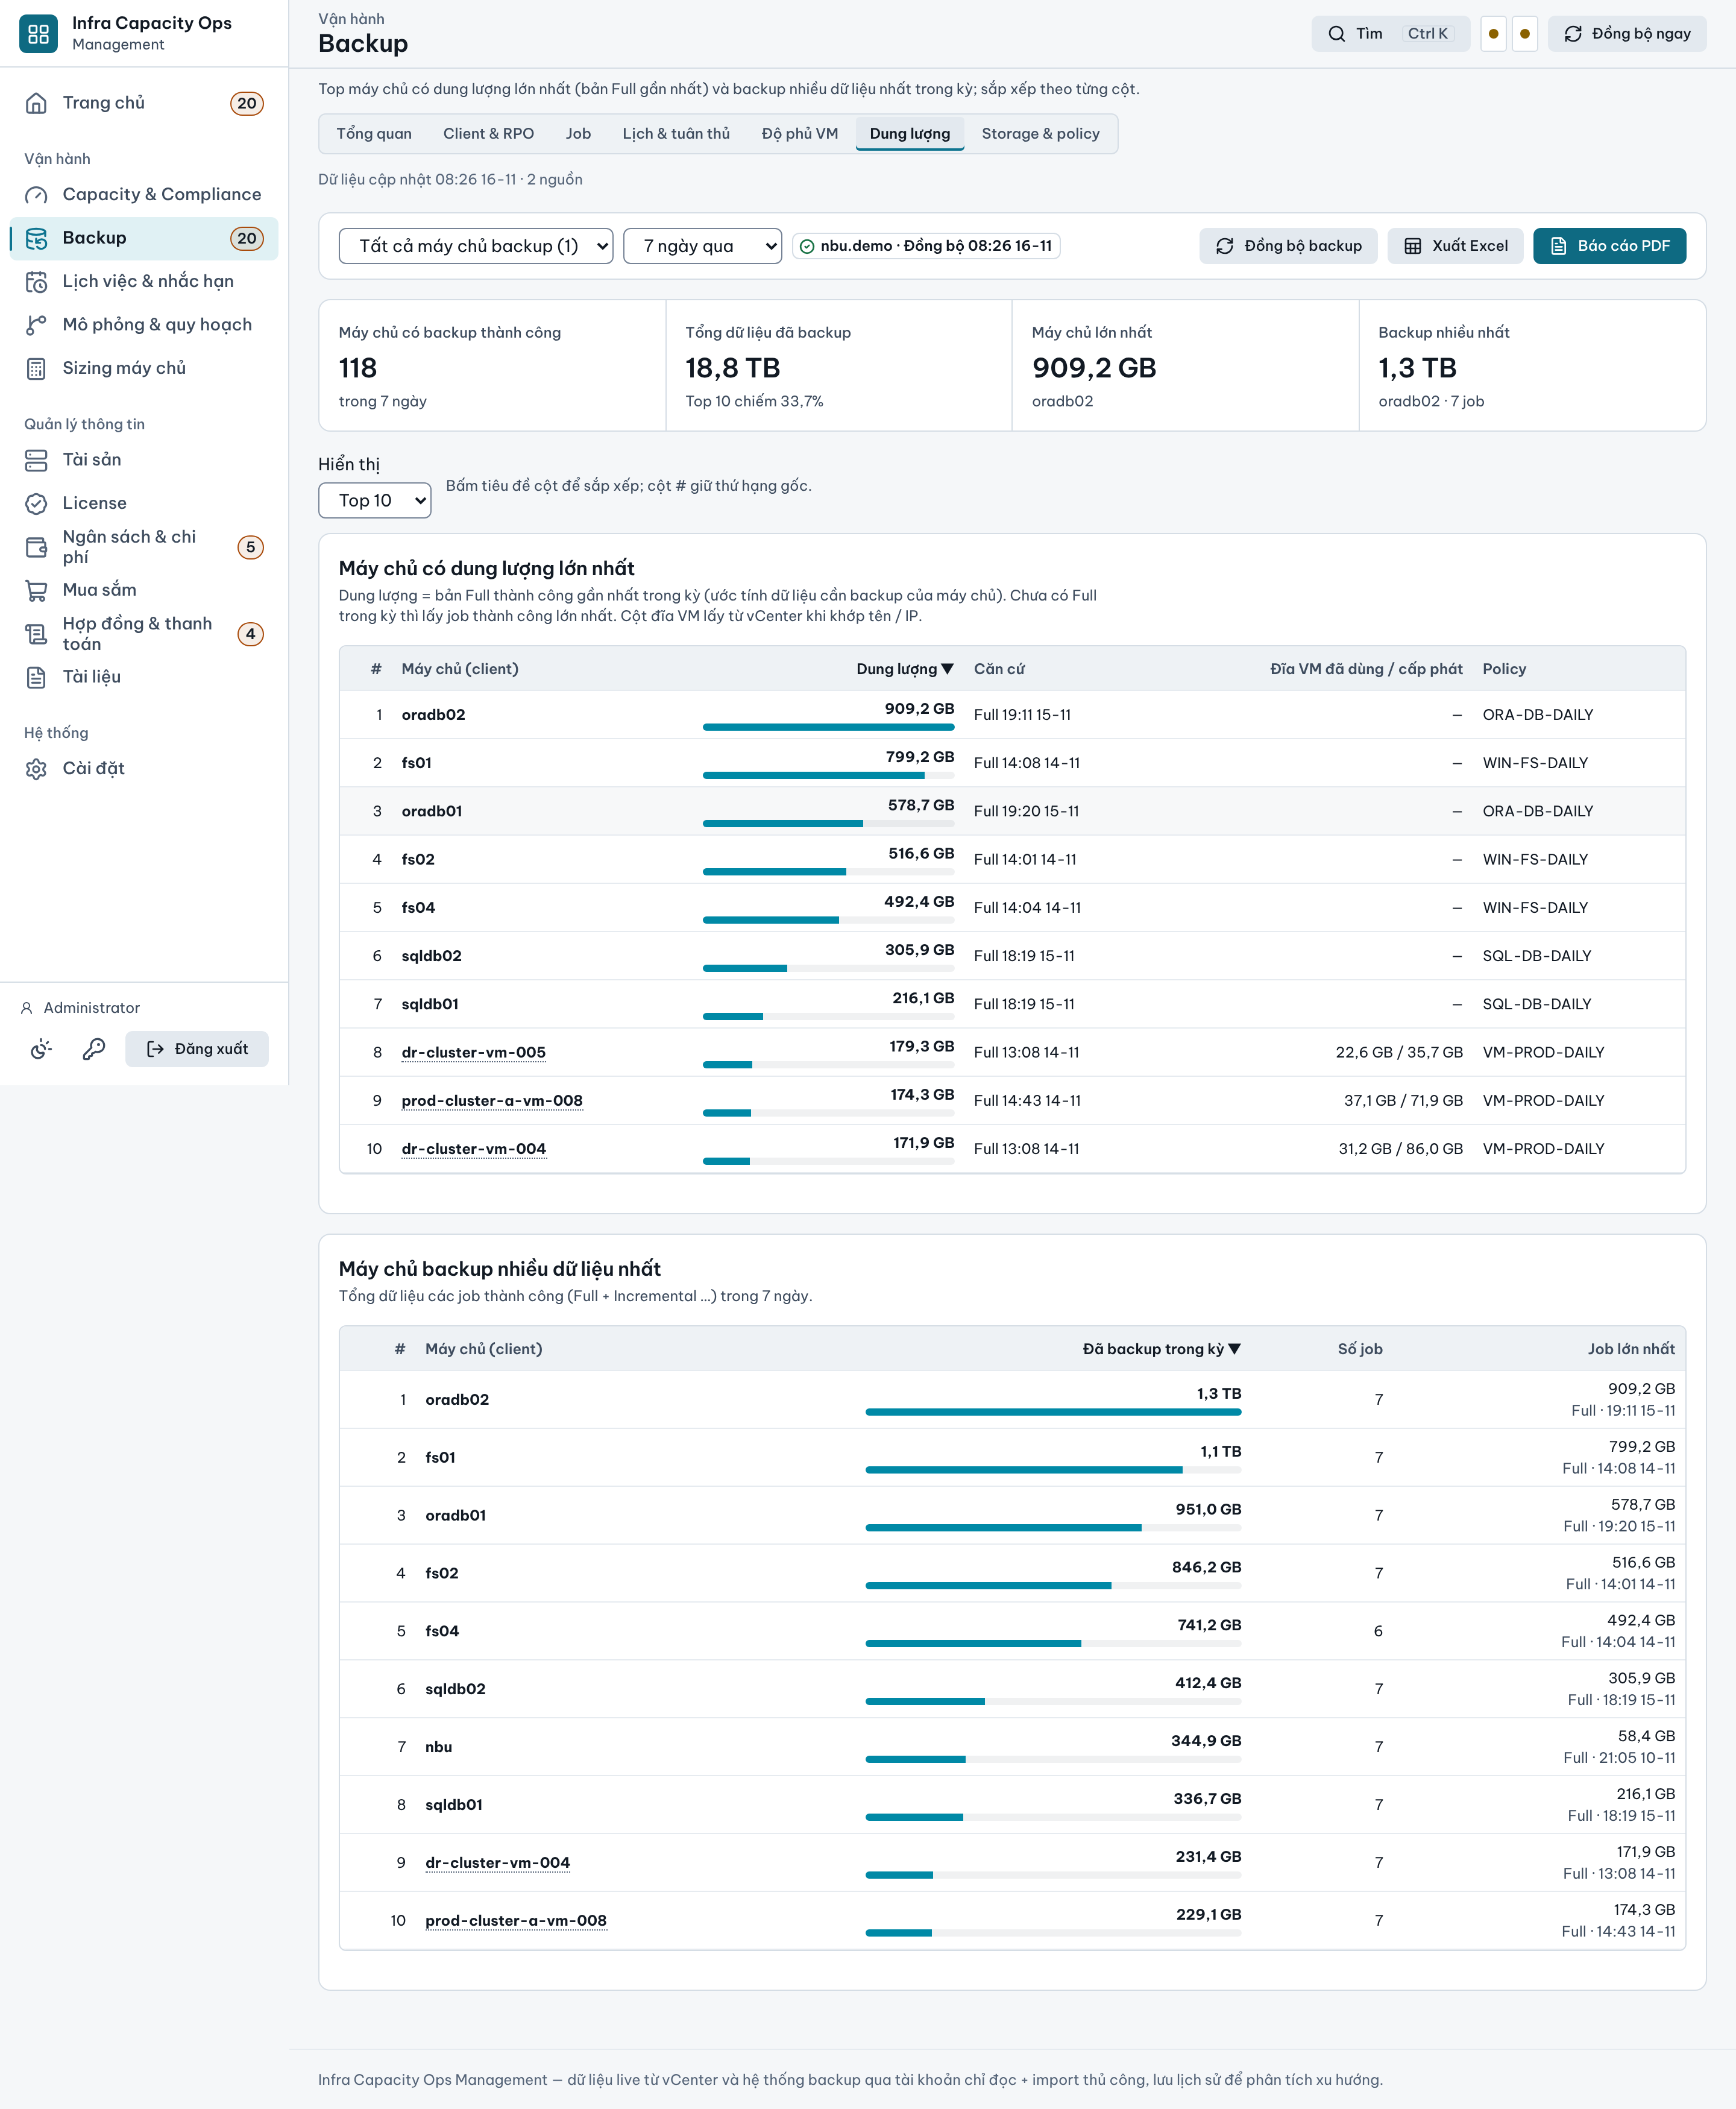 Infra Capacity Ops
Management
Trang chủ 20
Vận hành
Capacity & Compliance
Backup 20
Lịch việc & nhắc hạn
Mô phỏng & quy hoạch
Sizing máy chủ
Quản lý thông tin
Tài sản
License
Ngân sách & chi
phí 5
Mua sắm
Hợp đồng & thanh
toán 4
Tài liệu
Hệ thống
Cài đặt
Administrator
Đăng xuất
Vận hành
Backup
Tìm Ctrl K
Đồng bộ ngay
Top máy chủ có dung lượng lớn nhất (bản Full gần nhất) và backup nhiều dữ liệu nhất trong kỳ; sắp xếp theo từng cột.
Tổng quan Client & RPO Job Lịch & tuân thủ Độ phủ VM Dung lượng Storage & policy
Dữ liệu cập nhật 08:26 16-11 · 2 nguồn
Tất cả máy chủ backup (1) 7 ngày qua nbu.demo · Đồng bộ 08:26 16-11 Đồng bộ backup Xuất Excel Báo cáo PDF
Máy chủ có backup thành công
118
trong 7 ngày
Tổng dữ liệu đã backup
18,8 TB
Top 10 chiếm 33,7%
Máy chủ lớn nhất
909,2 GB
oradb02
Backup nhiều nhất
1,3 TB
oradb02 · 7 job
Hiển thị
Top 10
Bấm tiêu đề cột để sắp xếp; cột # giữ thứ hạng gốc.
Máy chủ có dung lượng lớn nhất
Dung lượng = bản Full thành công gần nhất trong kỳ (ước tính dữ liệu cần backup của máy chủ). Chưa có Full
trong kỳ thì lấy job thành công lớn nhất. Cột đĩa VM lấy từ vCenter khi khớp tên / IP.
# Máy chủ (client) Dung lượng ▼ Căn cứ Đĩa VM đã dùng / cấp phát Policy
1 oradb02 909,2 GB Full 19:11 15-11 — ORA-DB-DAILY
2 fs01 799,2 GB Full 14:08 14-11 — WIN-FS-DAILY
3 oradb01 578,7 GB Full 19:20 15-11 — ORA-DB-DAILY
4 fs02 516,6 GB Full 14:01 14-11 — WIN-FS-DAILY
5 fs04 492,4 GB Full 14:04 14-11 — WIN-FS-DAILY
6 sqldb02 305,9 GB Full 18:19 15-11 — SQL-DB-DAILY
7 sqldb01 216,1 GB Full 18:19 15-11 — SQL-DB-DAILY
8 dr-cluster-vm-005 179,3 GB Full 13:08 14-11 22,6 GB / 35,7 GB VM-PROD-DAILY
9 prod-cluster-a-vm-008 174,3 GB Full 14:43 14-11 37,1 GB / 71,9 GB VM-PROD-DAILY
10 dr-cluster-vm-004 171,9 GB Full 13:08 14-11 31,2 GB / 86,0 GB VM-PROD-DAILY
Máy chủ backup nhiều dữ liệu nhất
Tổng dữ liệu các job thành công (Full + Incremental ...) trong 7 ngày.
# Máy chủ (client) Đã backup trong kỳ ▼ Số job Job lớn nhất
1 oradb02 1,3 TB 7 909,2 GB
Full · 19:11 15-11
2 fs01 1,1 TB 7 799,2 GB
Full · 14:08 14-11
3 oradb01 951,0 GB 7 578,7 GB
Full · 19:20 15-11
4 fs02 846,2 GB 7 516,6 GB
Full · 14:01 14-11
5 fs04 741,2 GB 6 492,4 GB
Full · 14:04 14-11
6 sqldb02 412,4 GB 7 305,9 GB
Full · 18:19 15-11
7 nbu 344,9 GB 7 58,4 GB
Full · 21:05 10-11
8 sqldb01 336,7 GB 7 216,1 GB
Full · 18:19 15-11
9 dr-cluster-vm-004 231,4 GB 7 171,9 GB
Full · 13:08 14-11
10 prod-cluster-a-vm-008 229,1 GB 7 174,3 GB
Full · 14:43 14-11
Infra Capacity Ops Management — dữ liệu live từ vCenter và hệ thống backup qua tài khoản chỉ đọc + import thủ công, lưu lịch sử để phân tích xu hướng.